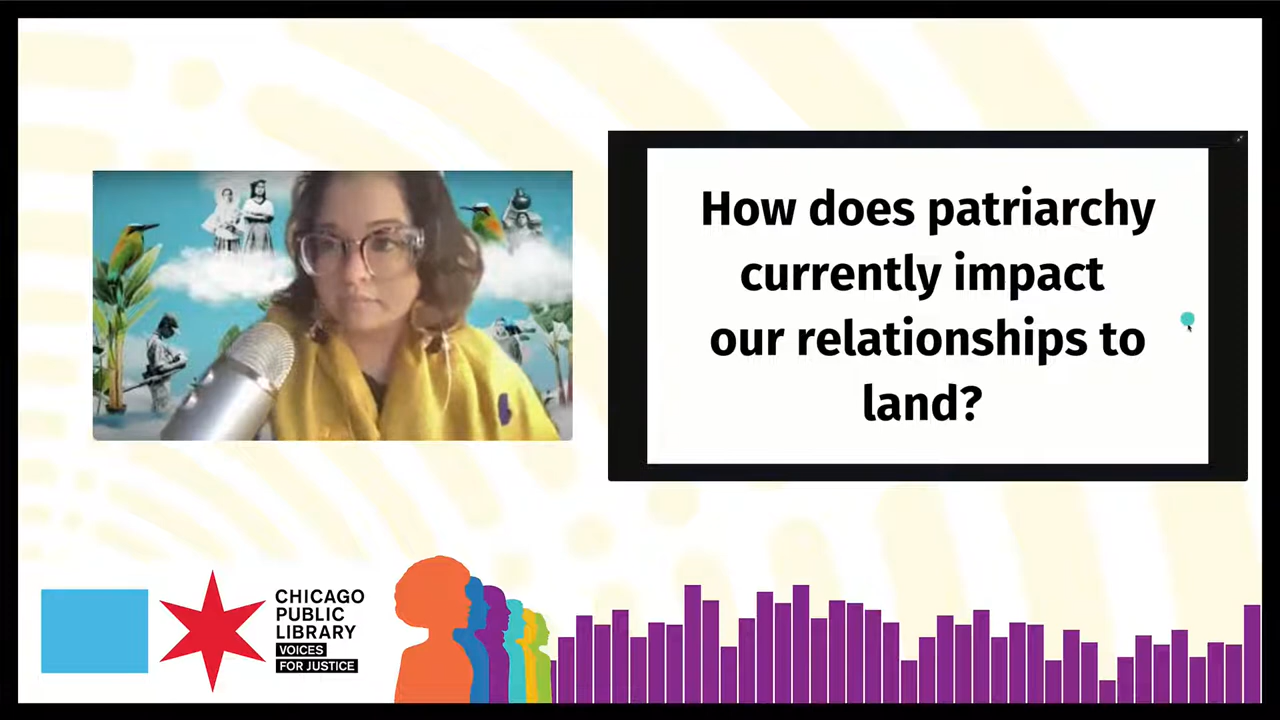 How does patriarchy
currently impact
our relationships to
land?
CHICAGO
PUBLIC
LIBRARY
VOICES
FOR JUSTICE